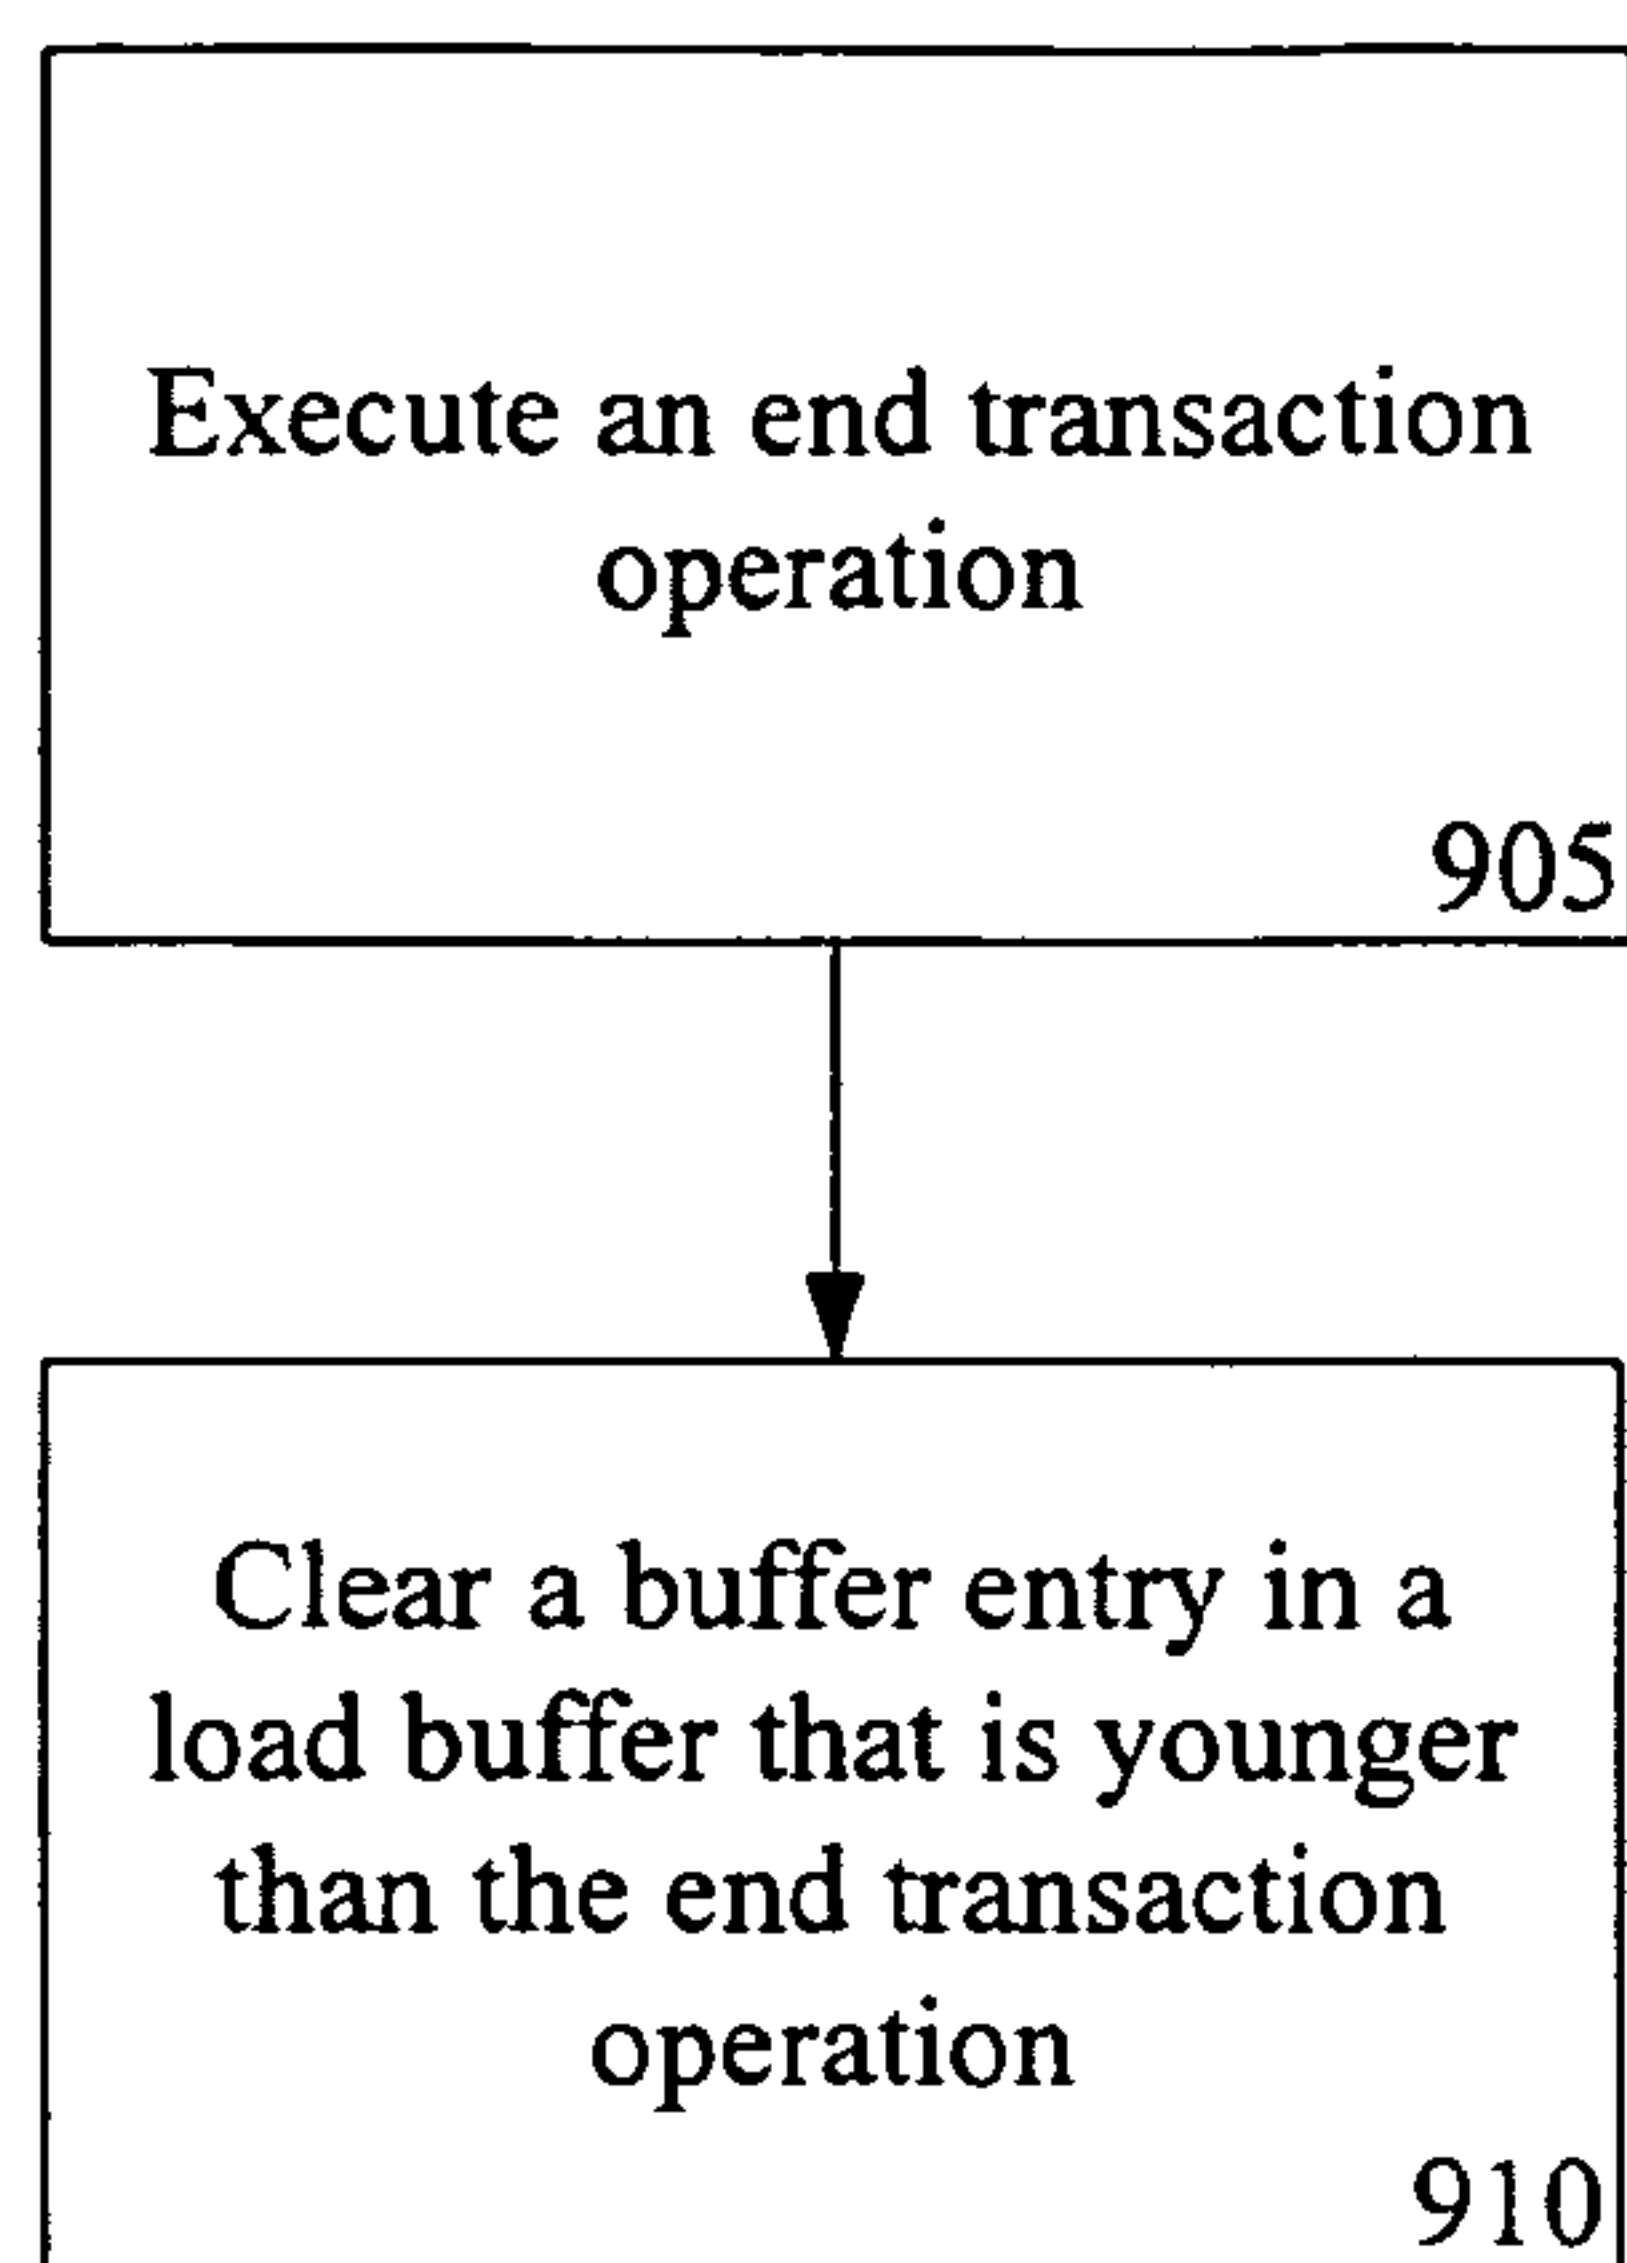 Execute an end transaction
operation
905
Clear a buffer entry in a
load buffer that is younger
than the end transaction
operation
910